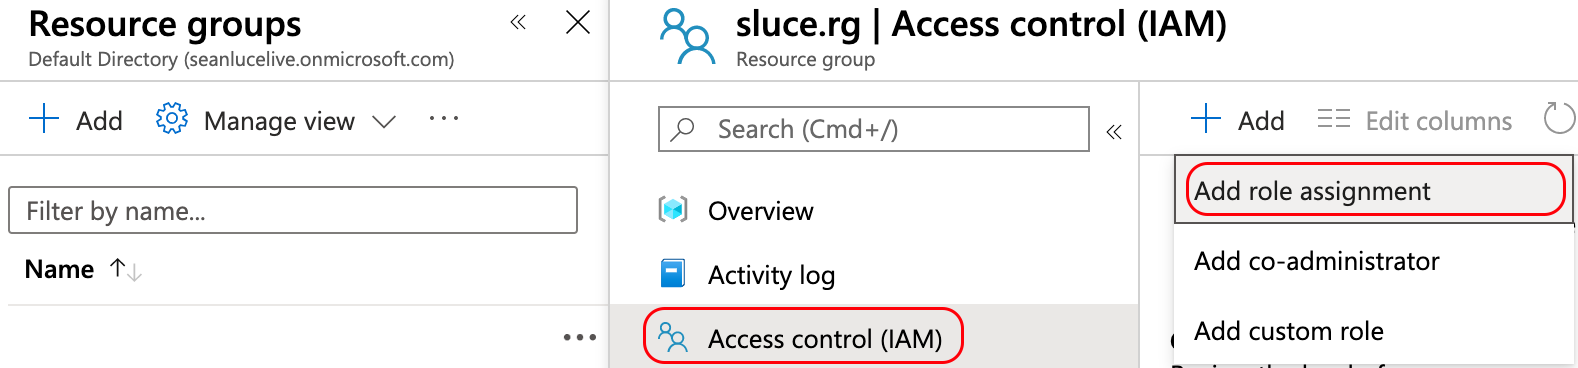 Resource groups
Default Directory (seanlucelive.onmicrosoft.com)
Add
Manage view
Filter by name...
Name
sluce.rg | Access control (IAM)
Resource group
Search (Cmd+/)
Overview
Activity log
Access control (IAM)
Add
Edit columns
Add role assignment
Add co-administrator
Add custom role